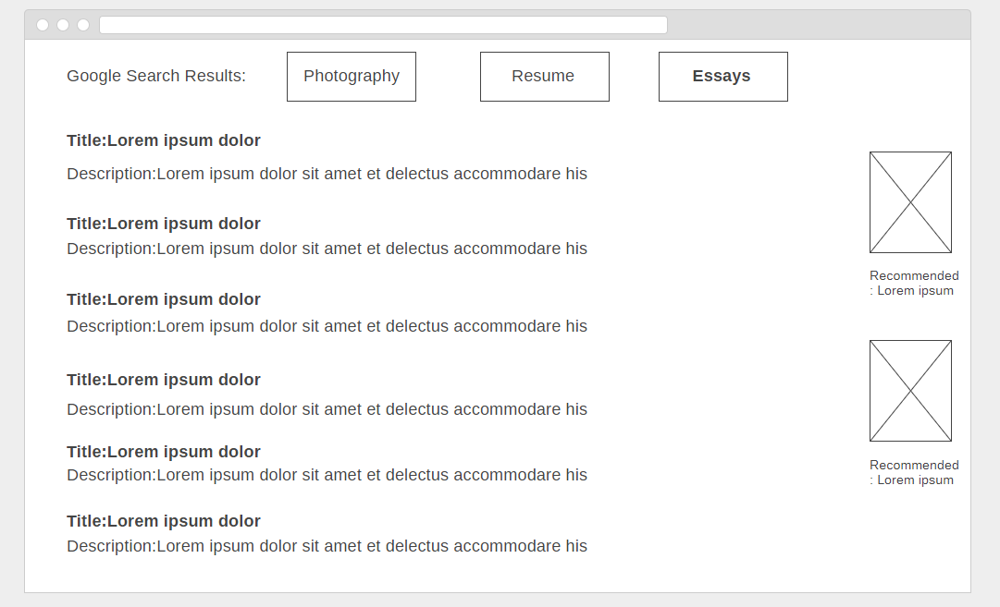 Google Search Results:
Photography
Resume
Essays
Title:Lorem ipsum dolor
Description:Lorem ipsum dolor sit amet et delectus accommodare his
Title:Lorem ipsum dolor
Description:Lorem ipsum dolor sit amet et delectus accommodare his
Title:Lorem ipsum dolor
Description:Lorem ipsum dolor sit amet et delectus accommodare his
Title:Lorem ipsum dolor
Description:Lorem ipsum dolor sit amet et delectus accommodare his
Title:Lorem ipsum dolor
Description:Lorem ipsum dolor sit amet et delectus accommodare his
Title:Lorem ipsum dolor
Description:Lorem ipsum dolor sit amet et delectus accommodare his
Recommended
: Lorem ipsum
Recommended
: Lorem ipsum